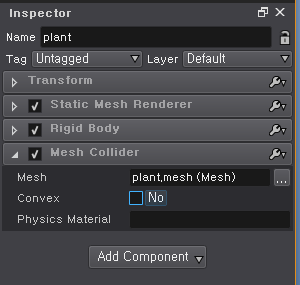 Inspector
Name plant
Tag Untagged Layer Default
Transform
Static Mesh Renderer
Rigid Body
Mesh Collider
Mesh plant,mesh (Mesh) ...
Convex No
Physics Material
Add Component